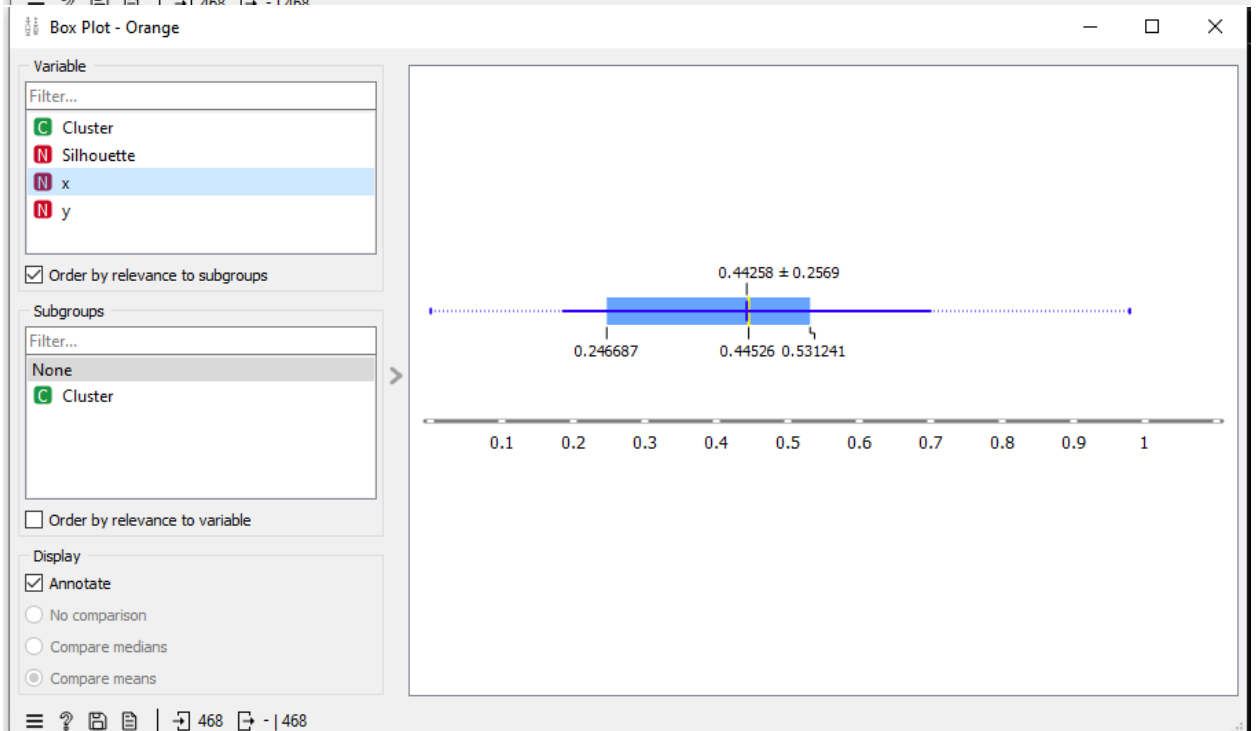 468 - | 468
Box Plot - Orange
Variable
Filter...
C Cluster
N Silhouette
N x
N y
Order by relevance to subgroups
Subgroups
Filter...
None
C Cluster
Order by relevance to variable
Display
Annotate
No comparison
Compare medians
Compare means
0.44258 ± 0.2569
0.246687 0.44526 0.531241
0.1 0.2 0.3 0.4 0.5 0.6 0.7 0.8 0.9 1
468 - | 468